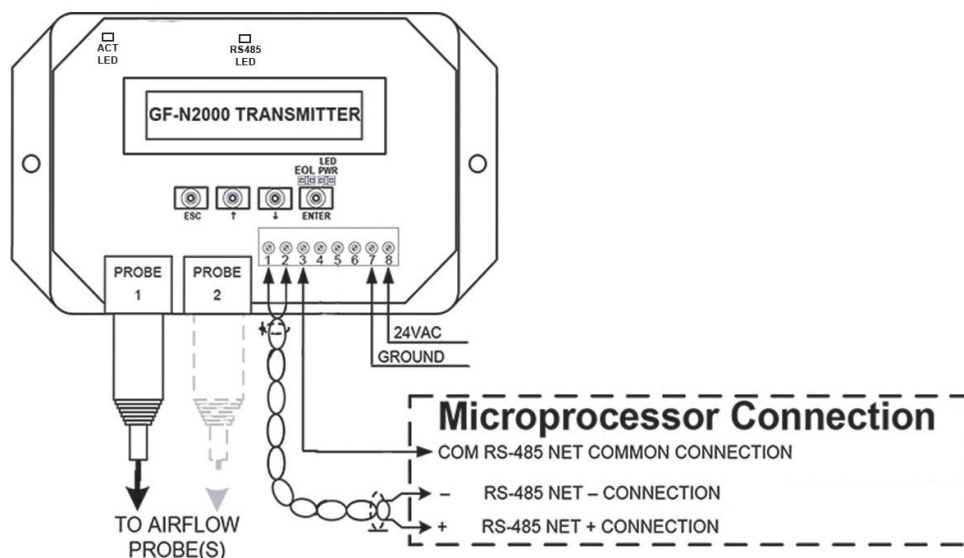 ACT
LED
RS485
LED
GF-N2000 TRANSMITTER
LED
EOL PWR
ESC
↑
↓
ENTER
1 2 3 4 5 6 7 8
PROBE
1
PROBE
2
24VAC
GROUND
Microprocessor Connection
COM RS-485 NET COMMON CONNECTION
– RS-485 NET – CONNECTION
+ RS-485 NET + CONNECTION
TO AIRFLOW
PROBE(S)